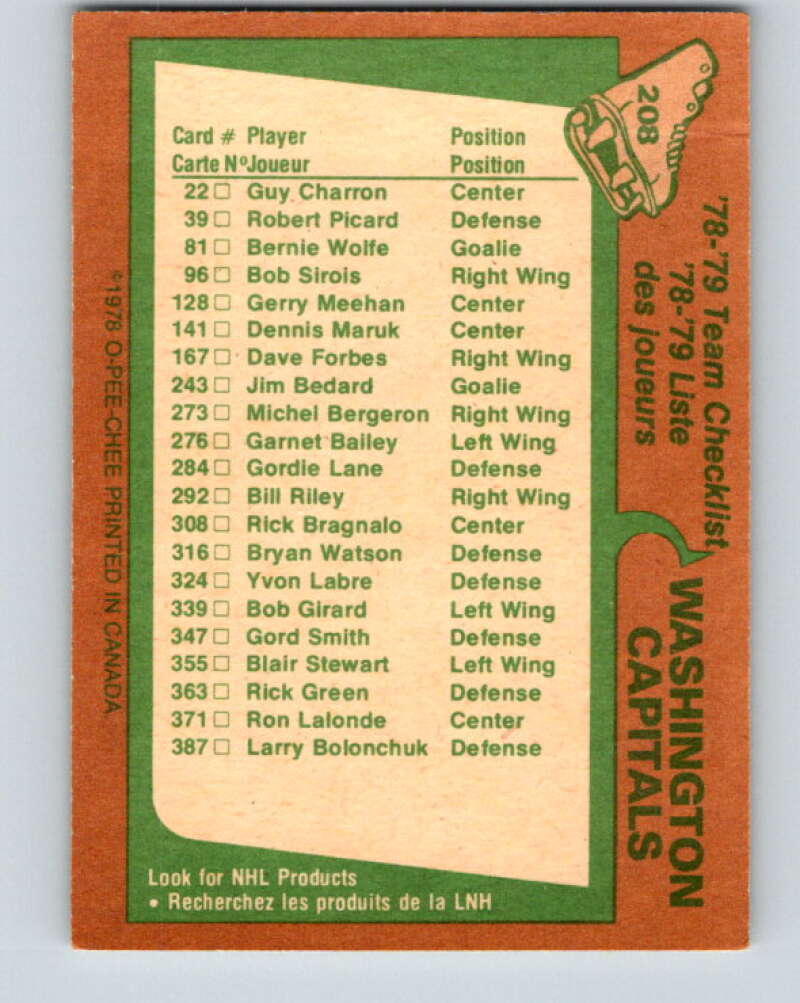 208
'78-'79 Team Checklist
'78-'79 Liste
des joueurs
WASHINGTON
CAPITALS
Card # Player Position
Carte Nº Joueur Position
22 □ Guy Charron Center
39 □ Robert Picard Defense
81 □ Bernie Wolfe Goalie
96 □ Bob Sirois Right Wing
128 □ Gerry Meehan Center
141 □ Dennis Maruk Center
167 □ Dave Forbes Right Wing
243 □ Jim Bedard Goalie
273 □ Michel Bergeron Right Wing
276 □ Garnet Bailey Left Wing
284 □ Gordie Lane Defense
292 □ Bill Riley Right Wing
308 □ Rick Bragnalo Center
316 □ Bryan Watson Defense
324 □ Yvon Labre Defense
339 □ Bob Girard Left Wing
347 □ Gord Smith Defense
355 □ Blair Stewart Left Wing
363 □ Rick Green Defense
371 □ Ron Lalonde Center
387 □ Larry Bolonchuk Defense
Look for NHL Products
• Recherchez les produits de la LNH
©1978 O-PEE-CHEE PRINTED IN CANADA